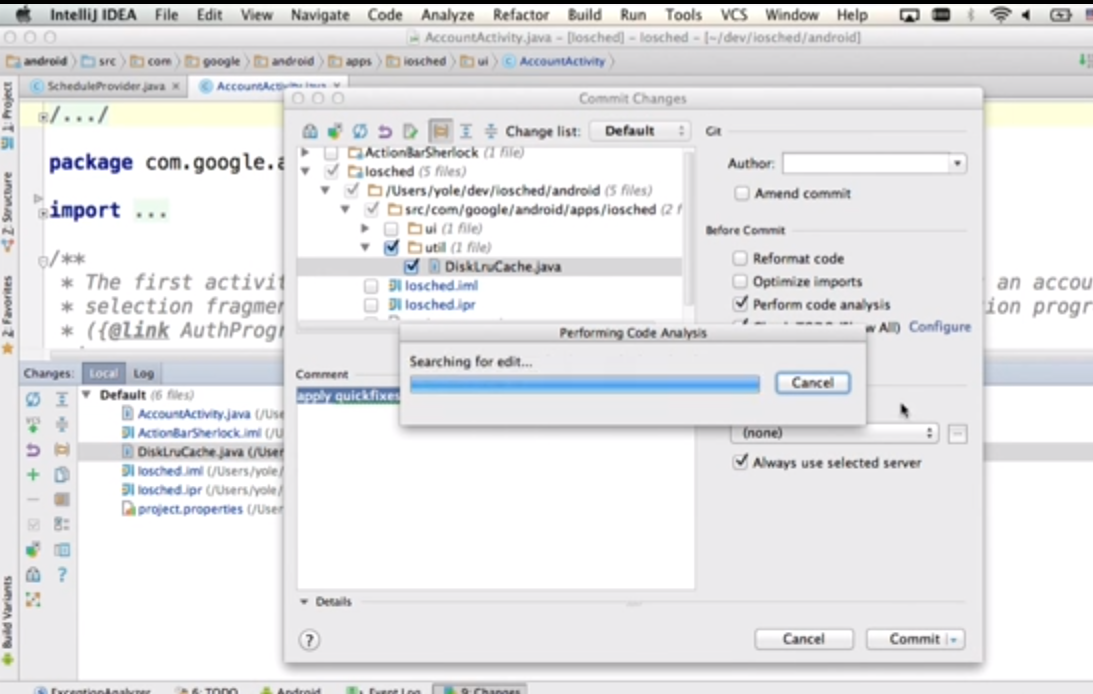 IntelliJ IDEA File Edit View Navigate Code Analyze Refactor Build Run Tools VCS Window Help
AccountActivity.java – [iosched] – iosched – [~/dev/iosched/android]
android src com google android apps iosched ui AccountActivity
ScheduleProvider.java AccountActivity.java
1: Project
Z: Structure
2: Favorites
Build Variants
/.../
package com.google.a
import ...
/**
* The first activit
* selection fragmen
* ({@link AuthProgr
an accou
ion progr
Commit Changes
Change list: Default
ActionBarSherlock (1 file)
iosched (5 files)
/Users/yole/dev/iosched/android (5 files)
src/com/google/android/apps/iosched (2 f
ui (1 file)
util (1 file)
DiskLruCache.java
iosched.iml
iosched.ipr
Git
Author:
Amend commit
Before Commit
Reformat code
Optimize imports
Perform code analysis
All) Configure
Performing Code Analysis
Searching for edit...
Cancel
Comment
apply quickfixes
(none)
Always use selected server
Details
?
Cancel Commit
Changes: Local Log
Default (6 files)
AccountActivity.java (/Use
ActionBarSherlock.iml (/U
DiskLruCache.java (/User
iosched.iml (/Users/yole/
iosched.ipr (/Users/yole/
project.properties (/User
ExceptionAnalyzer 6: TODO Android Event Log 9: Changes